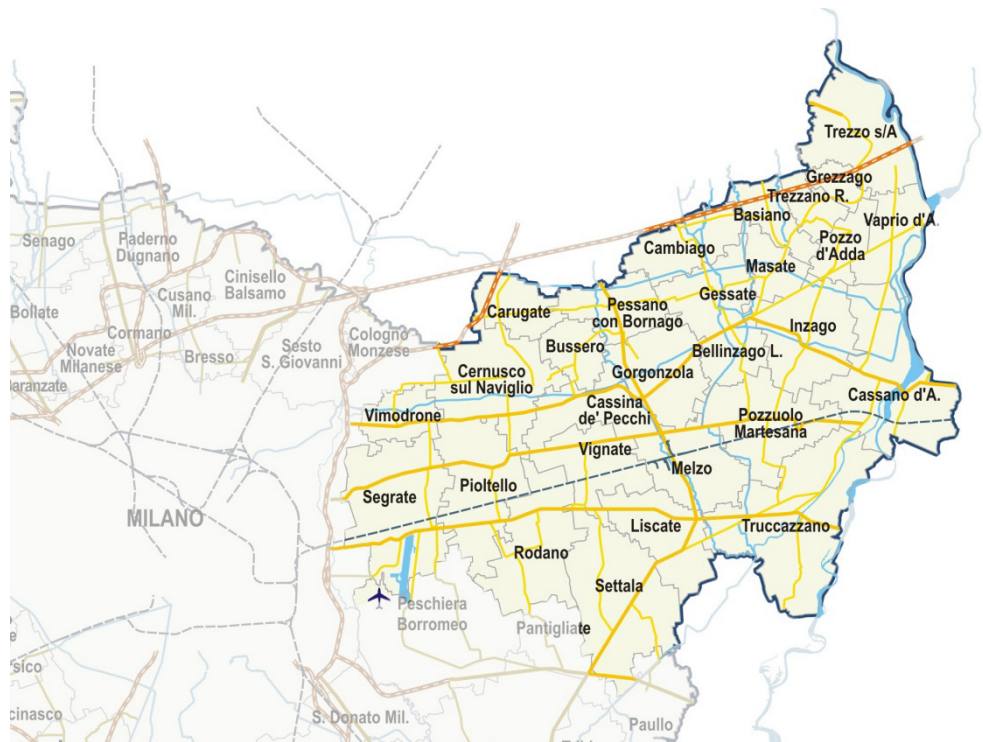 Trezzo s/A
Grezzago
Trezzano R.
Basiano
Vaprio d'A.
Senago
Paderno
Dugnano
Cambiago
Pozzo
d'Adda
Masate
Cinisello
Balsamo
Cusano
Mil.
Gessate
Bollate
Carugate
Pessano
con Bornago
Cormano
Cologno
Monzese
Inzago
Novate
Milanese
Bresso
Sesto
S. Giovanni
Bussero
Bellinzago L.
aranzate
Cernusco
sul Naviglio
Gorgonzola
Cassano d'A.
Vimodrone
Cassina
de' Pecchi
Pozzuolo
Martesana
Vignate
Melzo
Segrate
Pioltello
MILANO
Liscate
Truccazzano
Rodano
Settala
Peschiera
Borromeo
Pantigliate
sico
cinasco
S. Donato Mil.
Paullo